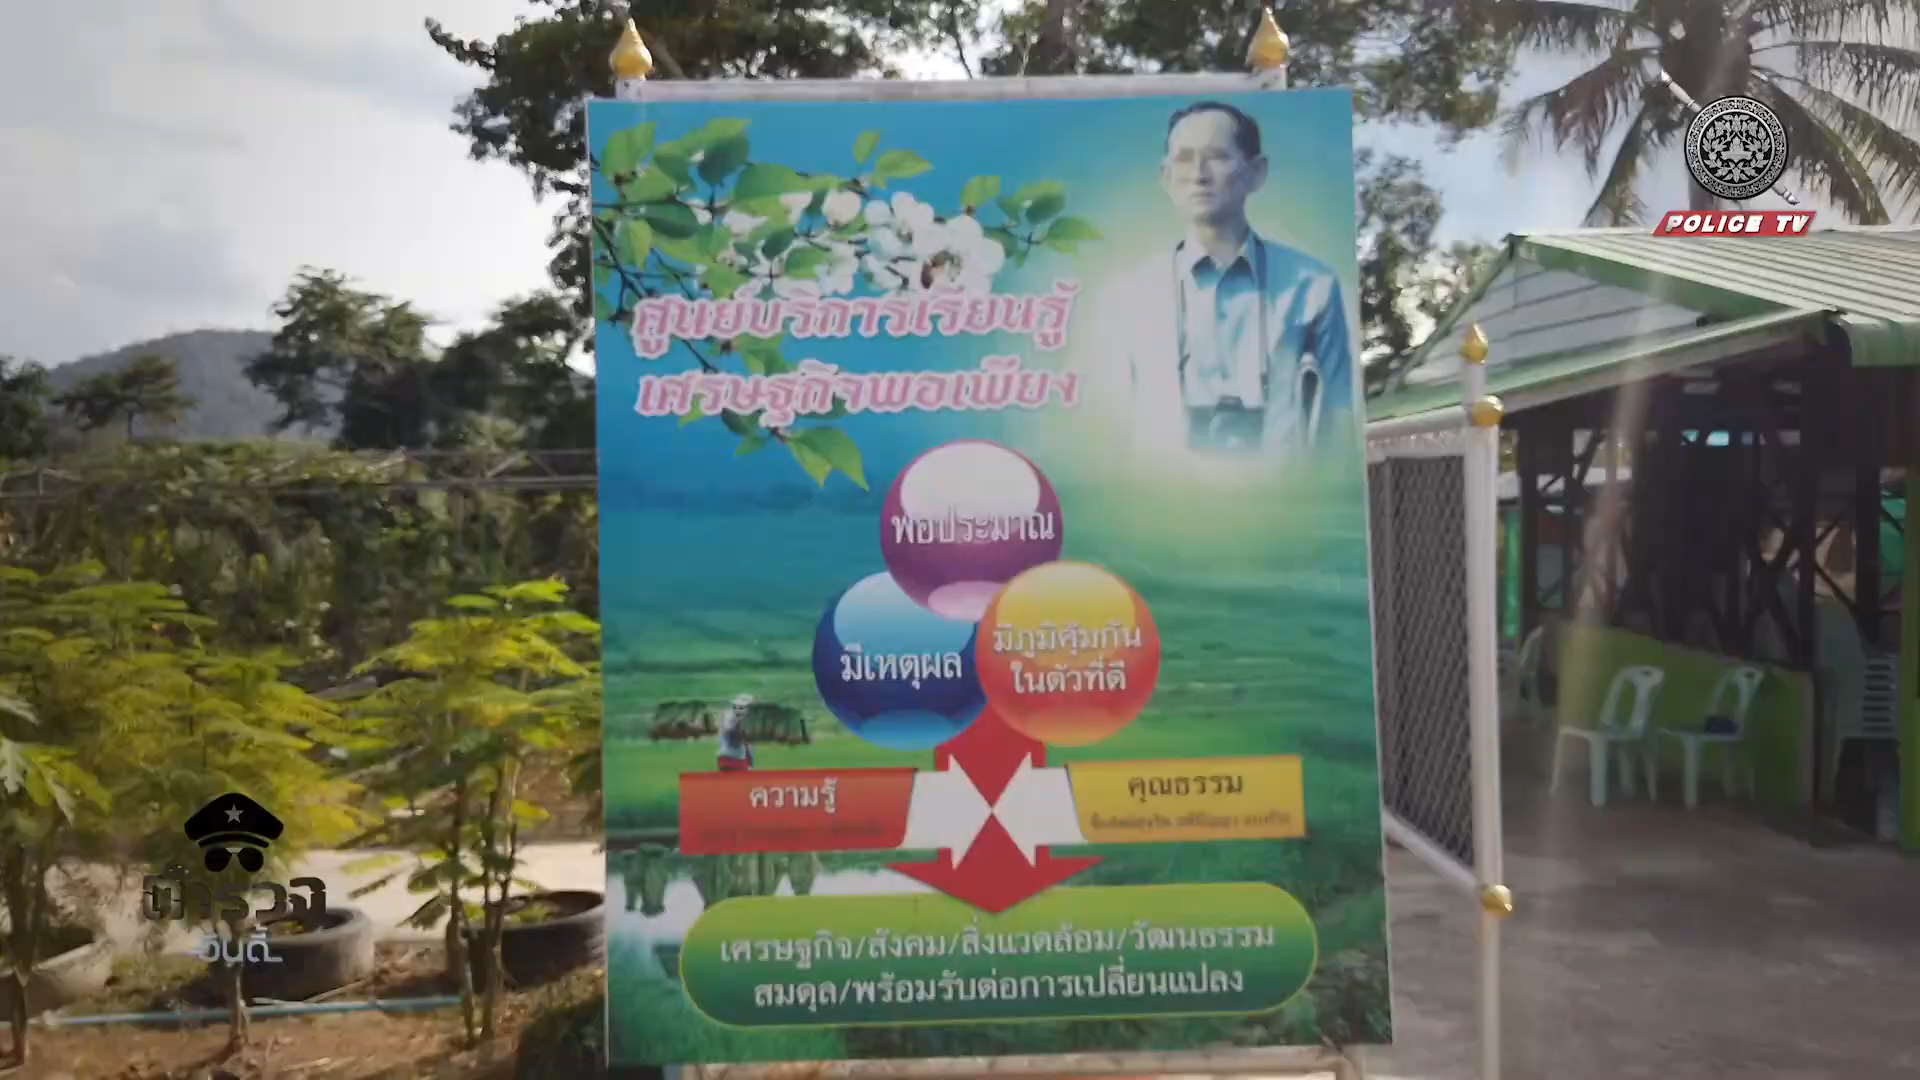 POLICE TV
ศูนย์บริการเรียนรู้
เศรษฐกิจพอเพียง
พอประมาณ
มีเหตุผล
มีภูมิคุ้มกัน
ในตัวที่ดี
ความรู้
คุณธรรม
เศรษฐกิจ/สังคม/สิ่งแวดล้อม/วัฒนธรรม
สมดุล/พร้อมรับต่อการเปลี่ยนแปลง
ตำรวจ
อินดี้